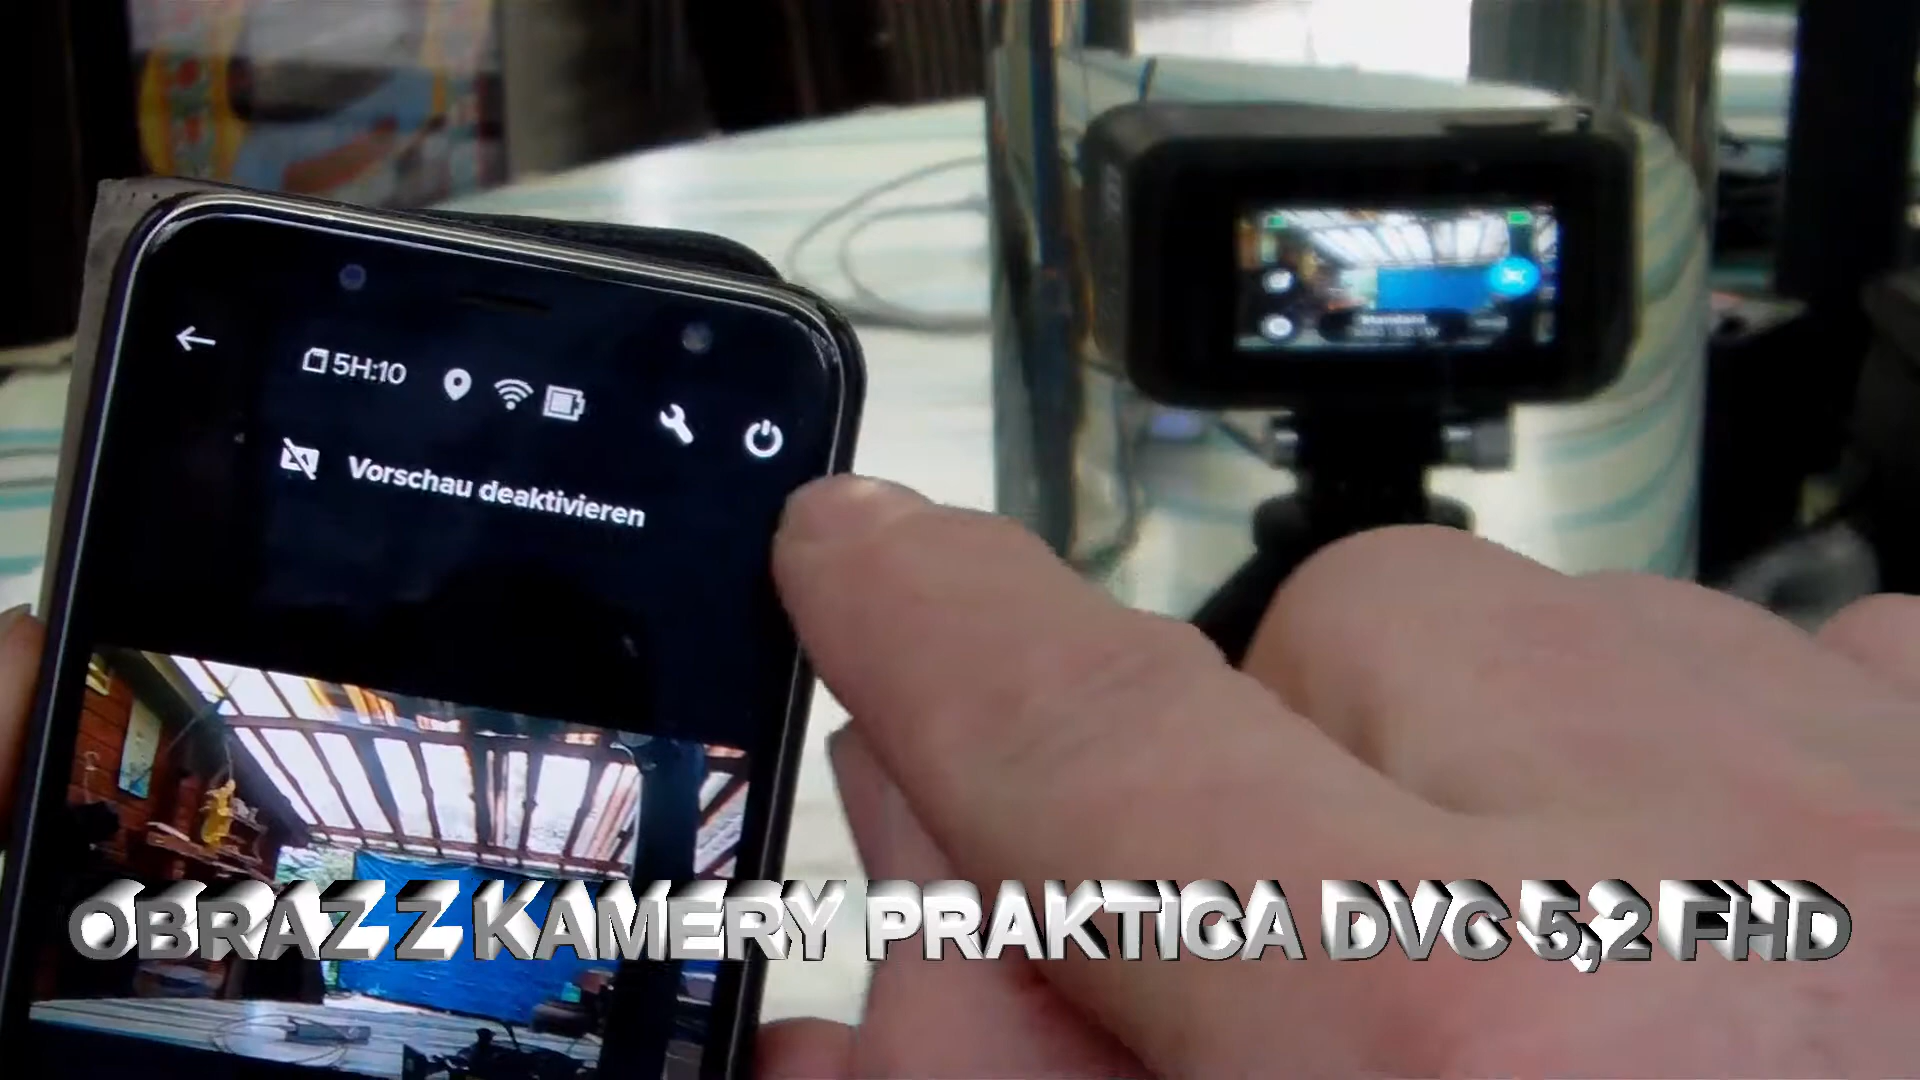 5H:10
Vorschau deaktivieren
OBRAZ Z KAMERY PRAKTICA DVC 5,2 FHD